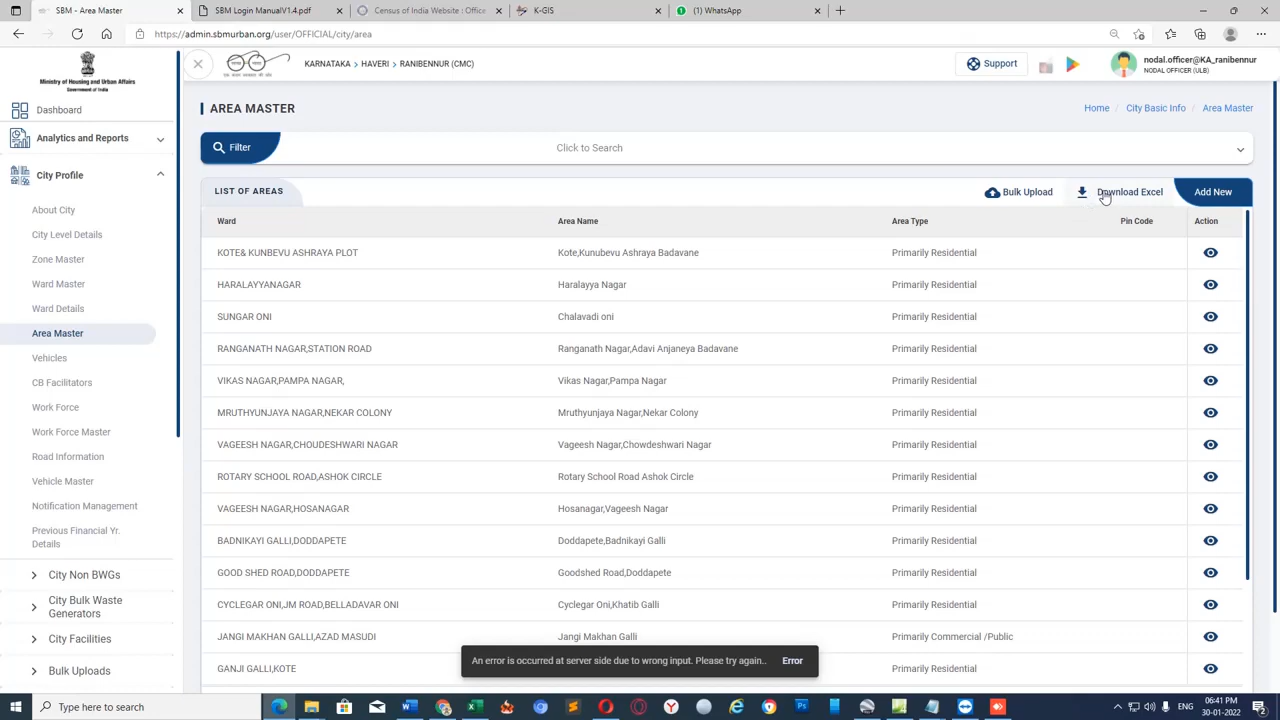 SBM - Area Master
SBM Login ManualV1-4.pdf
Census of India Website : Office
K-GIS
(1) WhatsApp
https://admin.sbmurban.org/user/OFFICIAL/city/area
Ministry of Housing and Urban Affairs
Government of India
KARNATAKA > HAVERI > RANIBENNUR (CMC)
Support
nodal.officer@KA_ranibennur
NODAL OFFICER (ULB)
Dashboard
Analytics and Reports
City Profile
About City
City Level Details
Zone Master
Ward Master
Ward Details
Area Master
Vehicles
CB Facilitators
Work Force
Work Force Master
Road Information
Vehicle Master
Notification Management
Previous Financial Yr.
Details
City Non BWGs
City Bulk Waste
Generators
City Facilities
Bulk Uploads
AREA MASTER
Home / City Basic Info / Area Master
Filter
Click to Search
LIST OF AREAS
Bulk Upload
Download Excel
Add New
Ward Area Name Area Type Pin Code Action
KOTE& KUNBEVU ASHRAYA PLOT Kote,Kunubevu Ashraya Badavane Primarily Residential
HARALAYYANAGAR Haralayya Nagar Primarily Residential
SUNGAR ONI Chalavadi oni Primarily Residential
RANGANATH NAGAR,STATION ROAD Ranganath Nagar,Adavi Anjaneya Badavane Primarily Residential
VIKAS NAGAR,PAMPA NAGAR, Vikas Nagar,Pampa Nagar Primarily Residential
MRUTHYUNJAYA NAGAR,NEKAR COLONY Mruthyunjaya Nagar,Nekar Colony Primarily Residential
VAGEESH NAGAR,CHOUDESHWARI NAGAR Vageesh Nagar,Chowdeshwari Nagar Primarily Residential
ROTARY SCHOOL ROAD,ASHOK CIRCLE Rotary School Road Ashok Circle Primarily Residential
VAGEESH NAGAR,HOSANAGAR Hosanagar,Vageesh Nagar Primarily Residential
BADNIKAYI GALLI,DODDAPETE Doddapete,Badnikayi Galli Primarily Residential
GOOD SHED ROAD,DODDAPETE Goodshed Road,Doddapete Primarily Residential
CYCLEGAR ONI,JM ROAD,BELLADAVAR ONI Cyclegar Oni,Khatib Galli Primarily Residential
JANGI MAKHAN GALLI,AZAD MASUDI Jangi Makhan Galli Primarily Commercial /Public
GANJI GALLI,KOTE Primarily Residential
An error is occurred at server side due to wrong input. Please try again.. Error
Type here to search
ENG
06:41 PM
30-01-2022